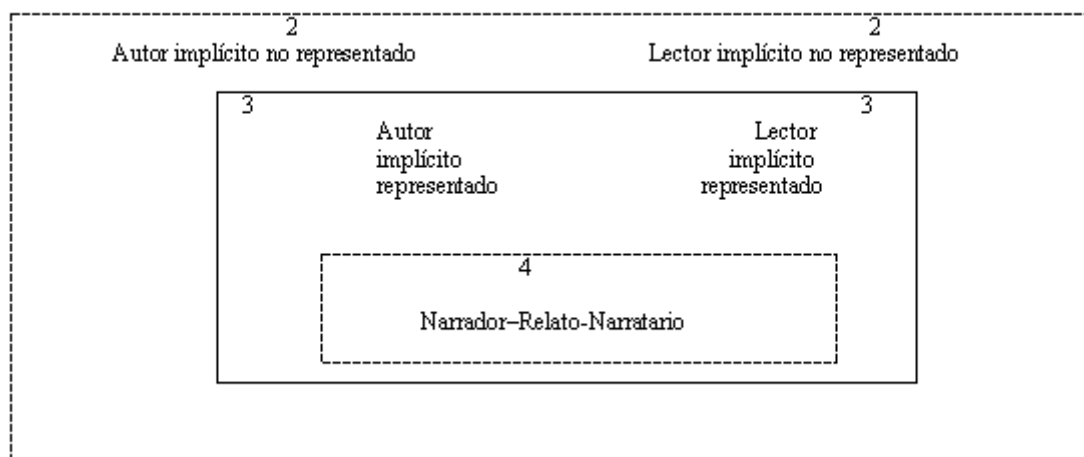 2 2
Autor implícito no representado Lector implícito no representado
3 3
Autor Lector
implícito implícito
representado representado
4
Narrador–Relato-Narratario